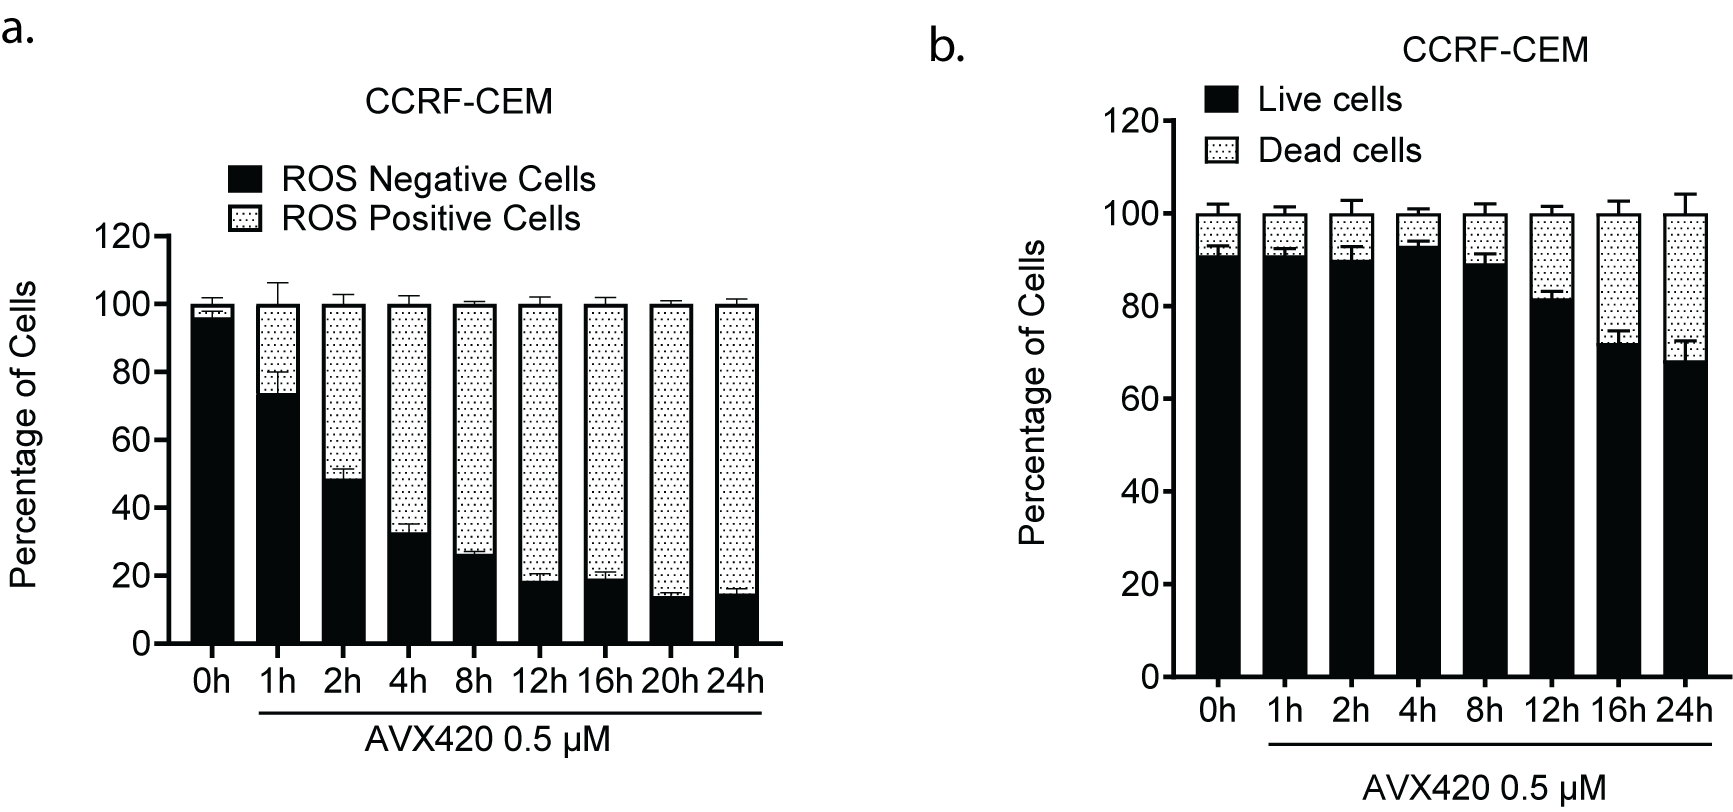 a.
CCRF-CEM
ROS Negative Cells
ROS Positive Cells
Percentage of Cells
120
100
80
60
40
20
0
0h 1h 2h 4h 8h 12h 16h 20h 24h
AVX420 0.5 µM
b.
CCRF-CEM
Live cells
Dead cells
Percentage of Cells
120
100
80
60
40
20
0
0h 1h 2h 4h 8h 12h 16h 24h
AVX420 0.5 µM